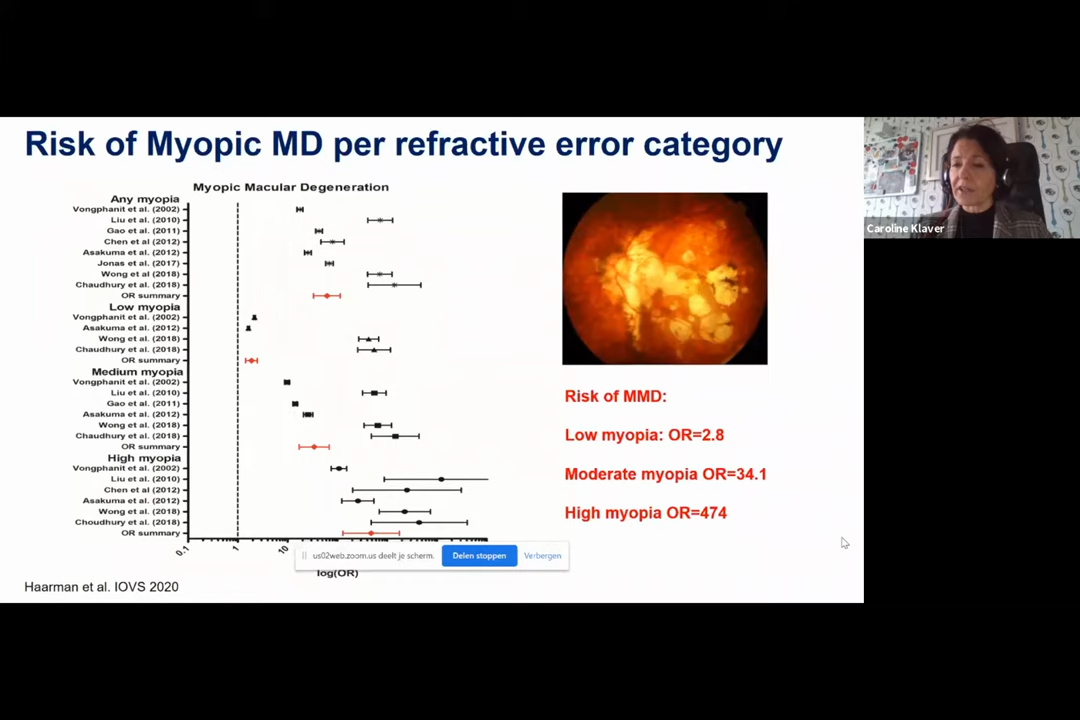 Risk of Myopic MD per refractive error category
Myopic Macular Degeneration
Any myopia
Vongphanit et al. (2002)
Liu et al. (2010)
Gao et al. (2011)
Chen et al (2012)
Asakuma et al. (2012)
Jonas et al. (2017)
Wong et al (2018)
Chaudhury et al. (2018)
OR summary
Low myopia
Vongphanit et al. (2002)
Asakuma et al. (2012)
Wong et al. (2018)
Chaudhury et al. (2018)
OR summary
Medium myopia
Vongphanit et al. (2002)
Liu et al. (2010)
Gao et al. (2011)
Asakuma et al. (2012)
Wong et al. (2018)
Chaudhury et al. (2018)
OR summary
High myopia
Vongphanit et al. (2002)
Liu et al. (2010)
Chen et al (2012)
Asakuma et al. (2012)
Wong et al. (2018)
Choudhury et al. (2018)
OR summary
0.1 1 10
log(OR)
Risk of MMD:
Low myopia: OR=2.8
Moderate myopia OR=34.1
High myopia OR=474
us02web.zoom.us deelt je scherm.
Delen stoppen
Verbergen
Haarman et al. IOVS 2020
Caroline Klaver